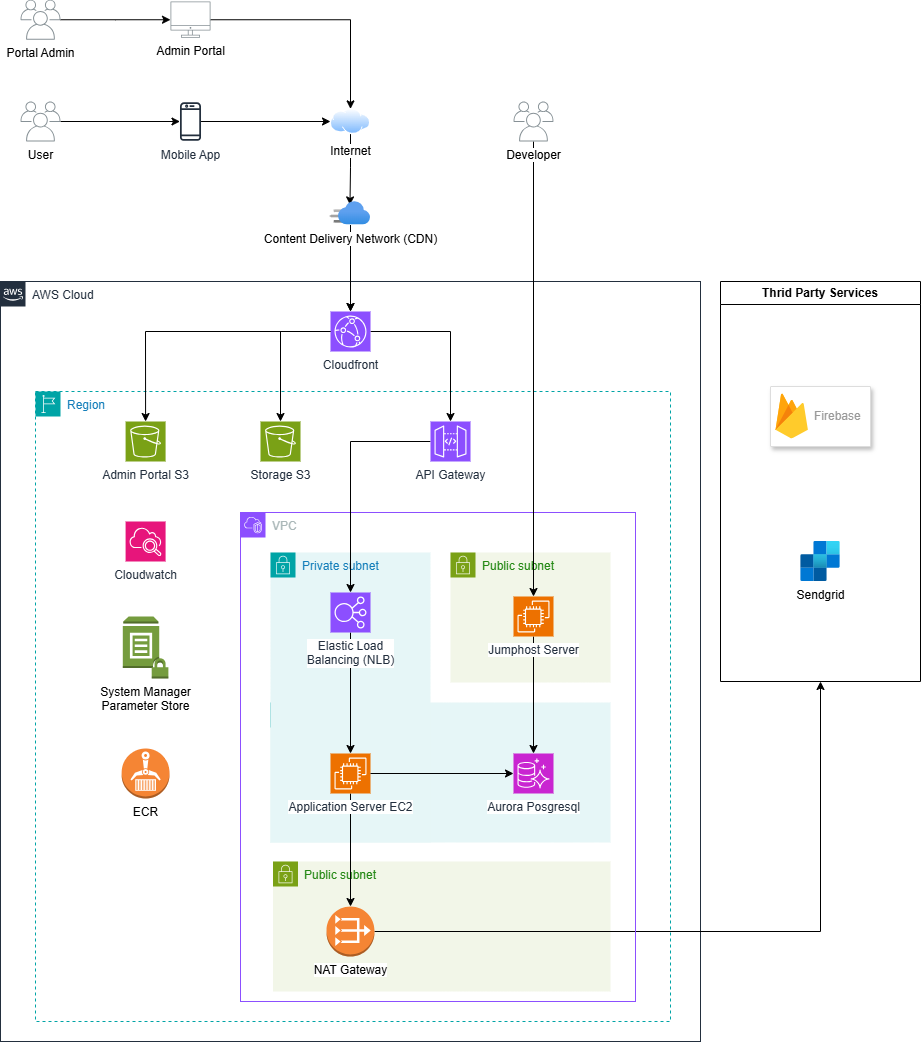 Portal Admin
Admin Portal
User
Mobile App
Internet
Developer
Content Delivery Network (CDN)
aws
AWS Cloud
Thrid Party Services
Cloudfront
Region
Firebase
Admin Portal S3
Storage S3
API Gateway
VPC
Cloudwatch
Private subnet
Public subnet
Sendgrid
Elastic Load
Balancing (NLB)
Jumphost Server
System Manager
Parameter Store
Application Server EC2
Aurora Posgresql
ECR
Public subnet
NAT Gateway